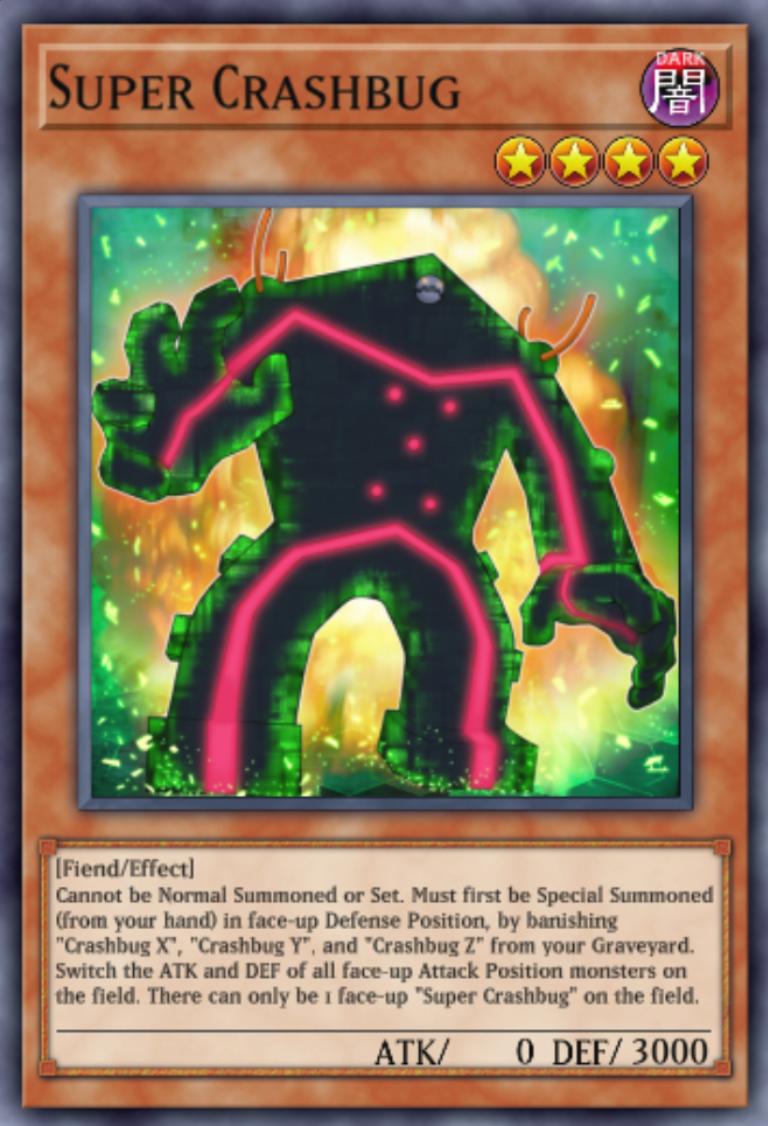 Super Crashbug
DARK
闇
[Fiend/Effect]
Cannot be Normal Summoned or Set. Must first be Special Summoned
(from your hand) in face-up Defense Position, by banishing
"Crashbug X", "Crashbug Y", and "Crashbug Z" from your Graveyard.
Switch the ATK and DEF of all face-up Attack Position monsters on
the field. There can only be 1 face-up "Super Crashbug" on the field.
ATK/ 0 DEF/ 3000